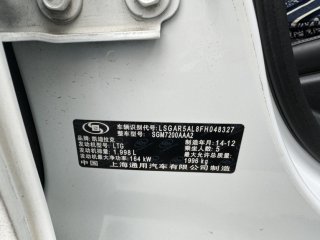 车辆识别代号: LSGAR5AL8FH048327
整车型号: SGM7200AAA2
品牌: 凯迪拉克 制造年月: 14-12
发动机型号: LTG 乘坐人数: 5
发动机排量: 1.998 L 最大允许总质量:
发动机最大功率: 164 kW 1996 kg
中国 上海通用汽车有限公司 制造